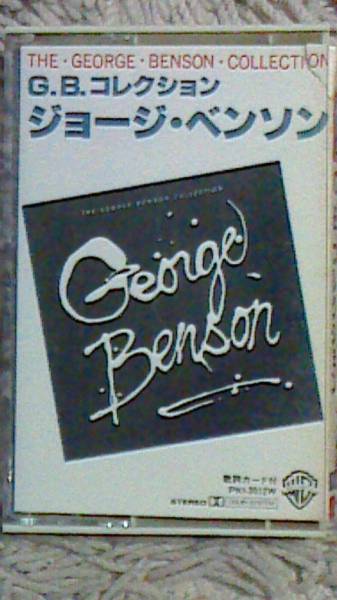 THE・GEORGE・BENSON・COLLECTION
G.B.コレクション
ジョージ・ベンソン
THE GEORGE BENSON COLLECTION
George
Benson
歌詞カード付
STEREO